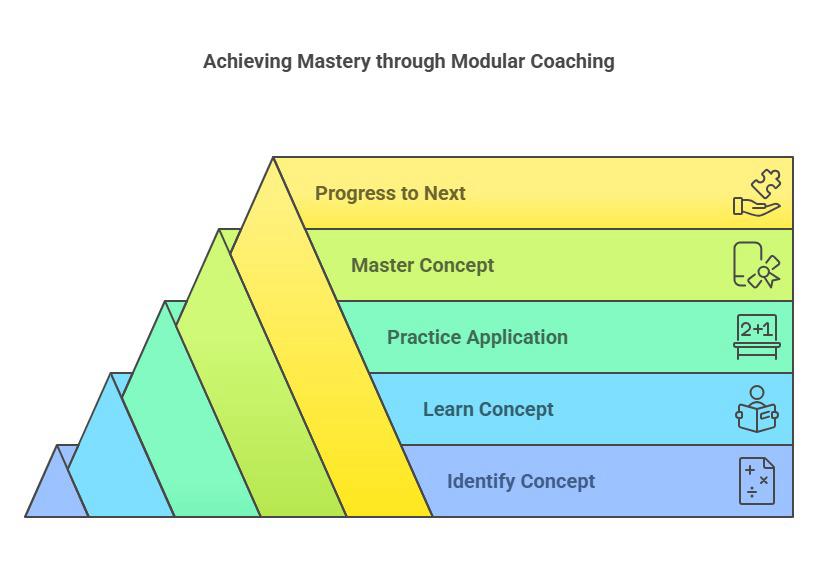 Achieving Mastery through Modular Coaching
Progress to Next
Master Concept
Practice Application
2+1
Learn Concept
Identify Concept
+
×
÷